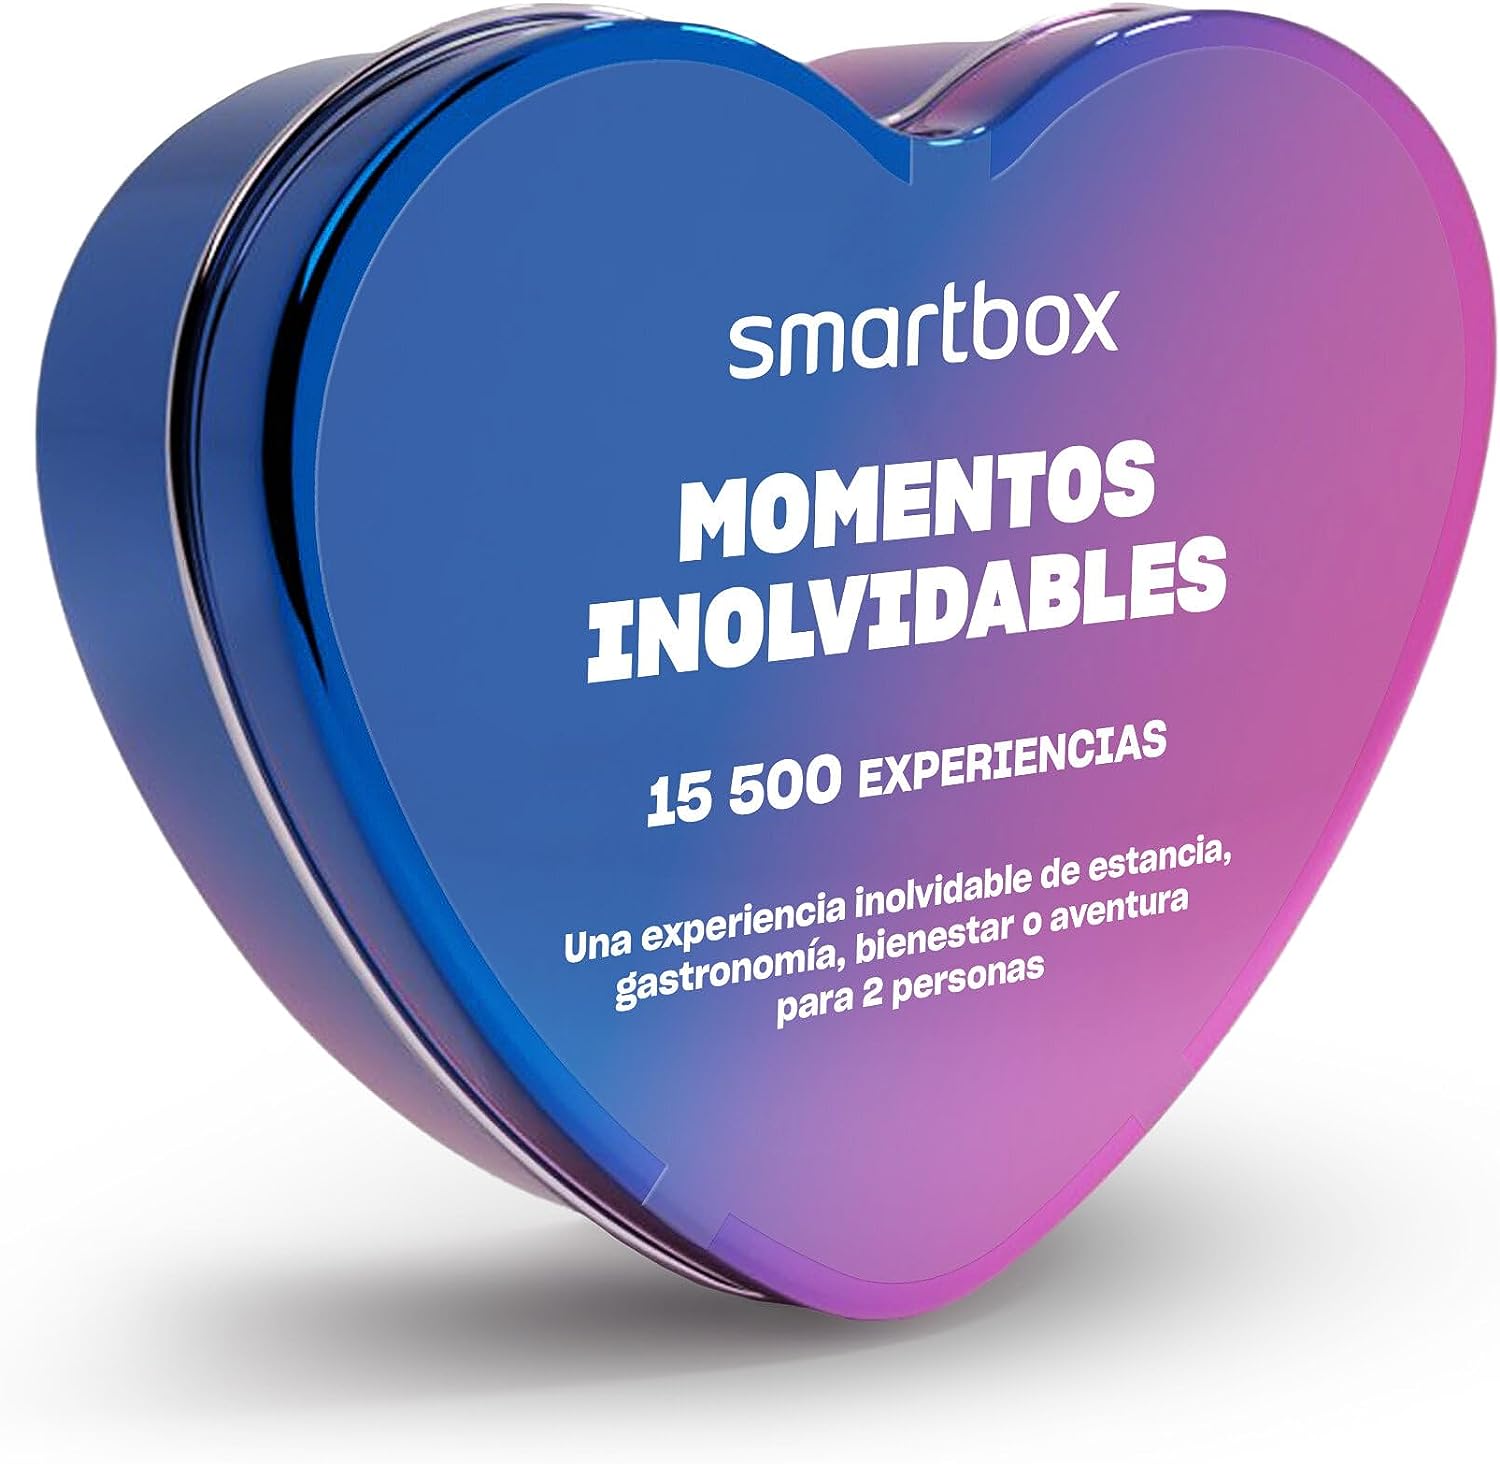 smartbox
MOMENTOS
INOLVIDABLES
15 500 EXPERIENCIAS
Una experiencia inolvidable de estancia,
gastronomía, bienestar o aventura
para 2 personas